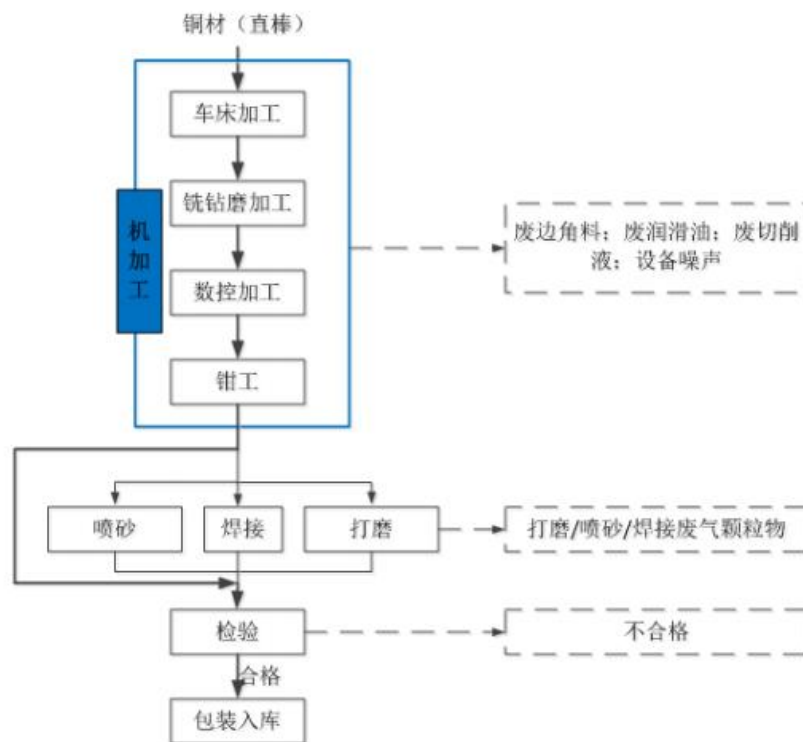 铜材（直棒）
车床加工
铣钻磨加工
机
加
工
废边角料；废润滑油；废切削
液；设备噪声
数控加工
钳工
喷砂
焊接
打磨
打磨/喷砂/焊接废气颗粒物
检验
不合格
合格
包装入库